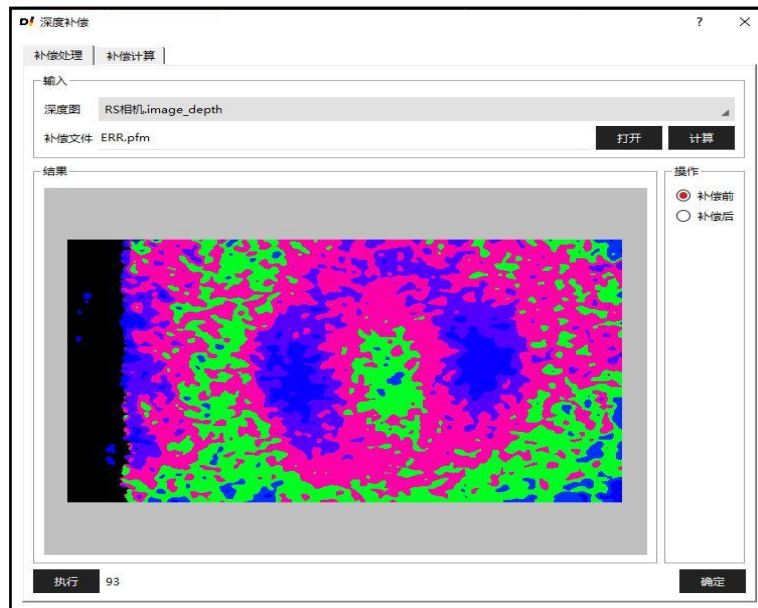 D! 深度补偿 ?
补偿处理 补偿计算
输入
深度图 RS相机.image_depth
补偿文件 ERR.pfm 打开 计算
结果 操作
补偿前
补偿后
执行 93 确定